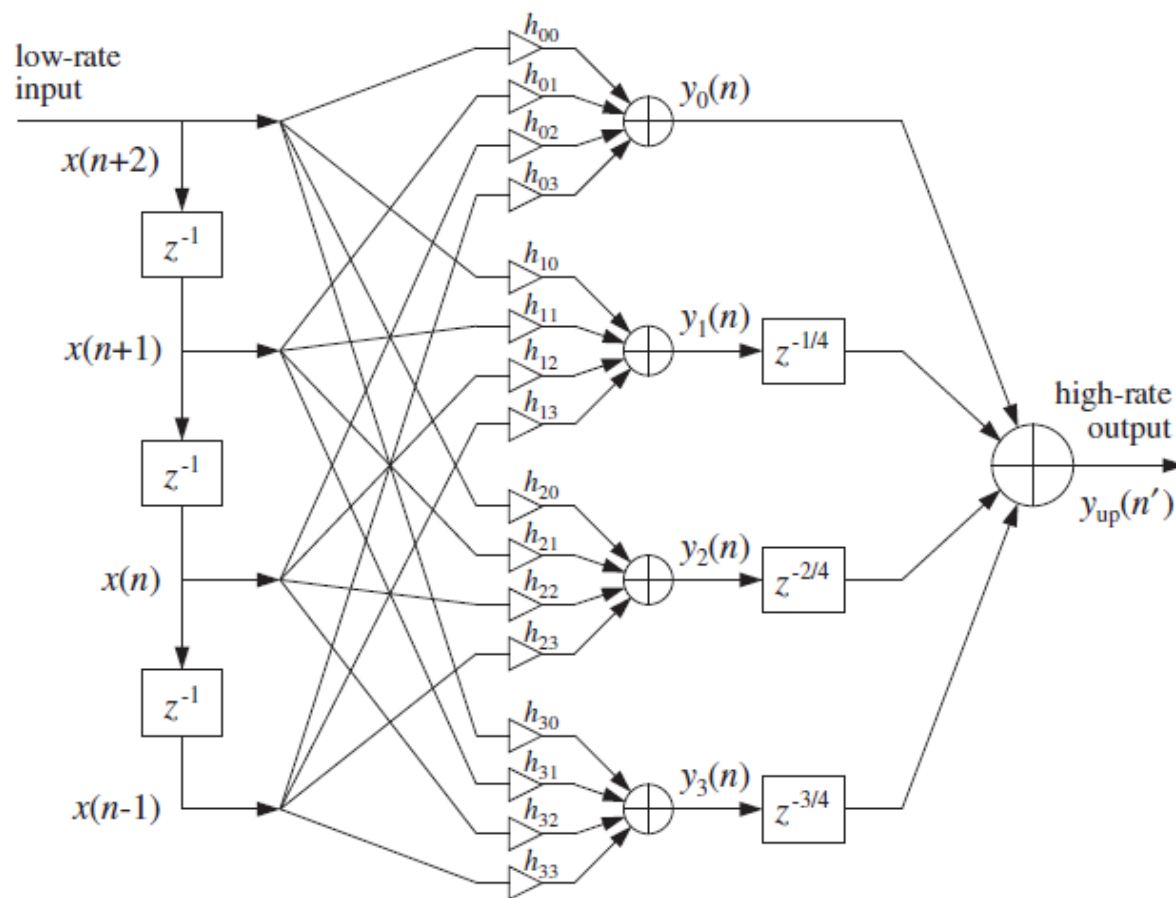 low-rate
input
x(n+2)
z⁻¹
x(n+1)
z⁻¹
x(n)
z⁻¹
x(n-1)
h₀₀
h₀₁
h₀₂
h₀₃
y₀(n)
h₁₀
h₁₁
h₁₂
h₁₃
y₁(n)
z⁻¹/⁴
h₂₀
h₂₁
h₂₂
h₂₃
y₂(n)
z⁻²/⁴
h₃₀
h₃₁
h₃₂
h₃₃
y₃(n)
z⁻³/⁴
high-rate
output
y_up(n′)